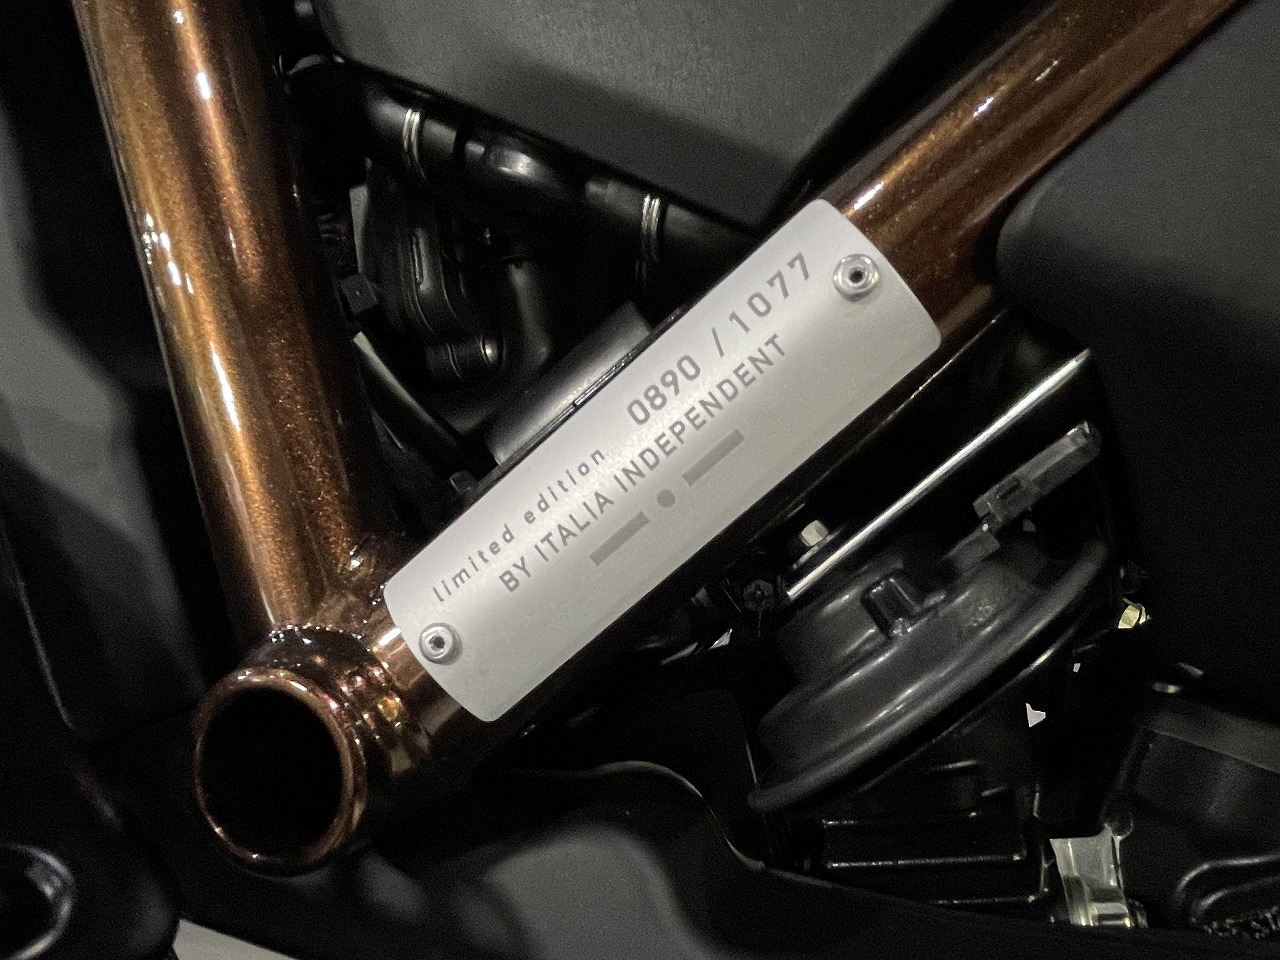 limited edition 0890 / 1077
BY ITALIA INDEPENDENT